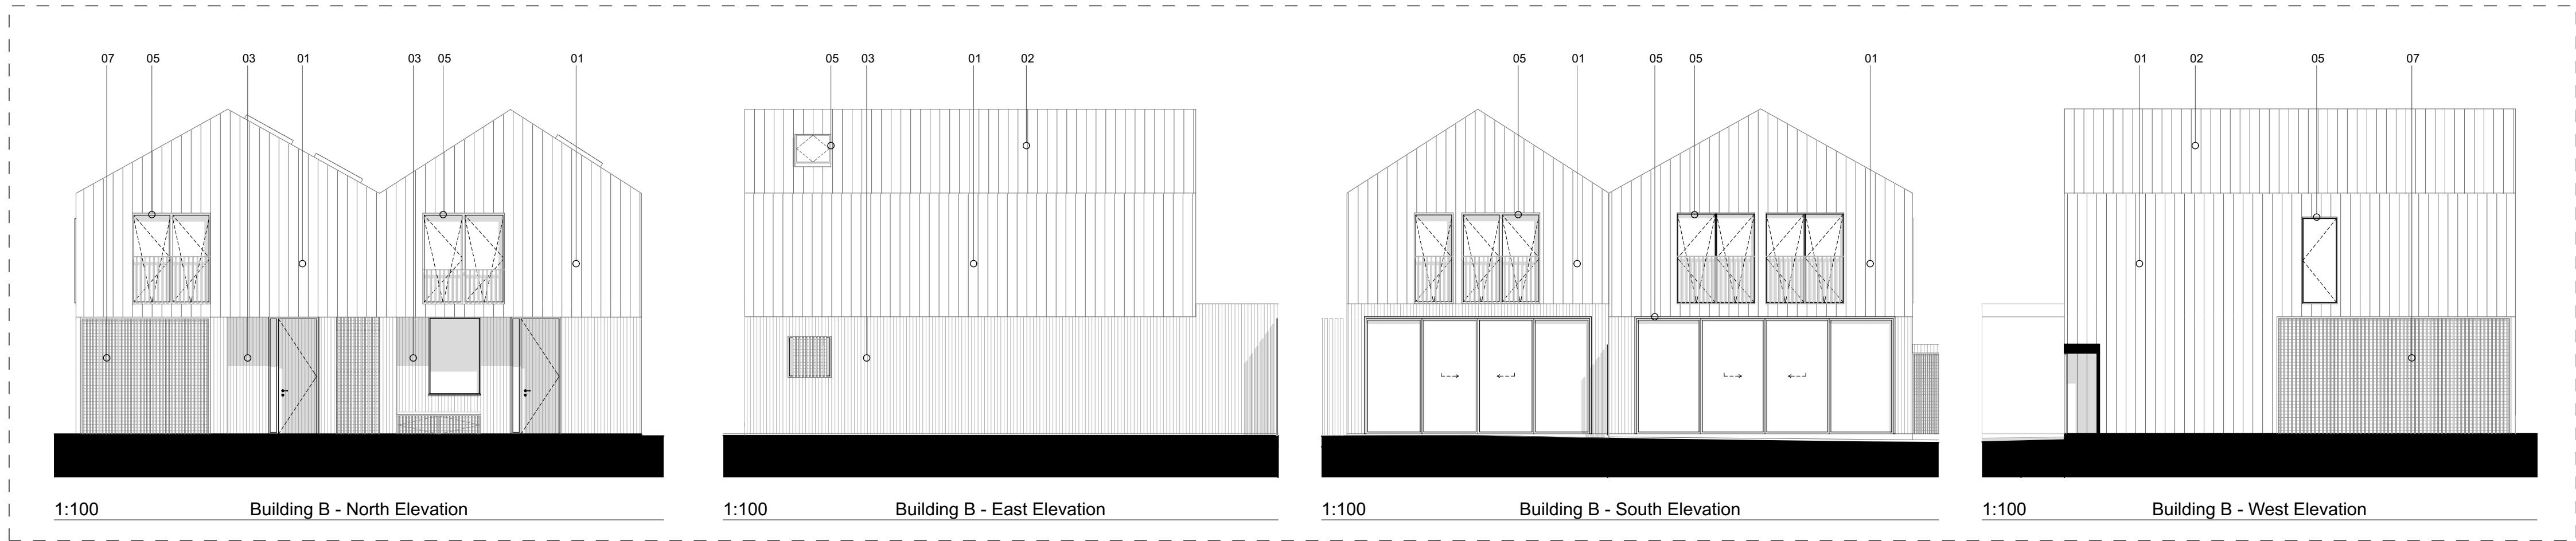 07 05 03 01 03 05 01
05 03 01 02
05 01 05 05 01
01 02 05 07
1:100 Building B - North Elevation
1:100 Building B - East Elevation
1:100 Building B - South Elevation
1:100 Building B - West Elevation